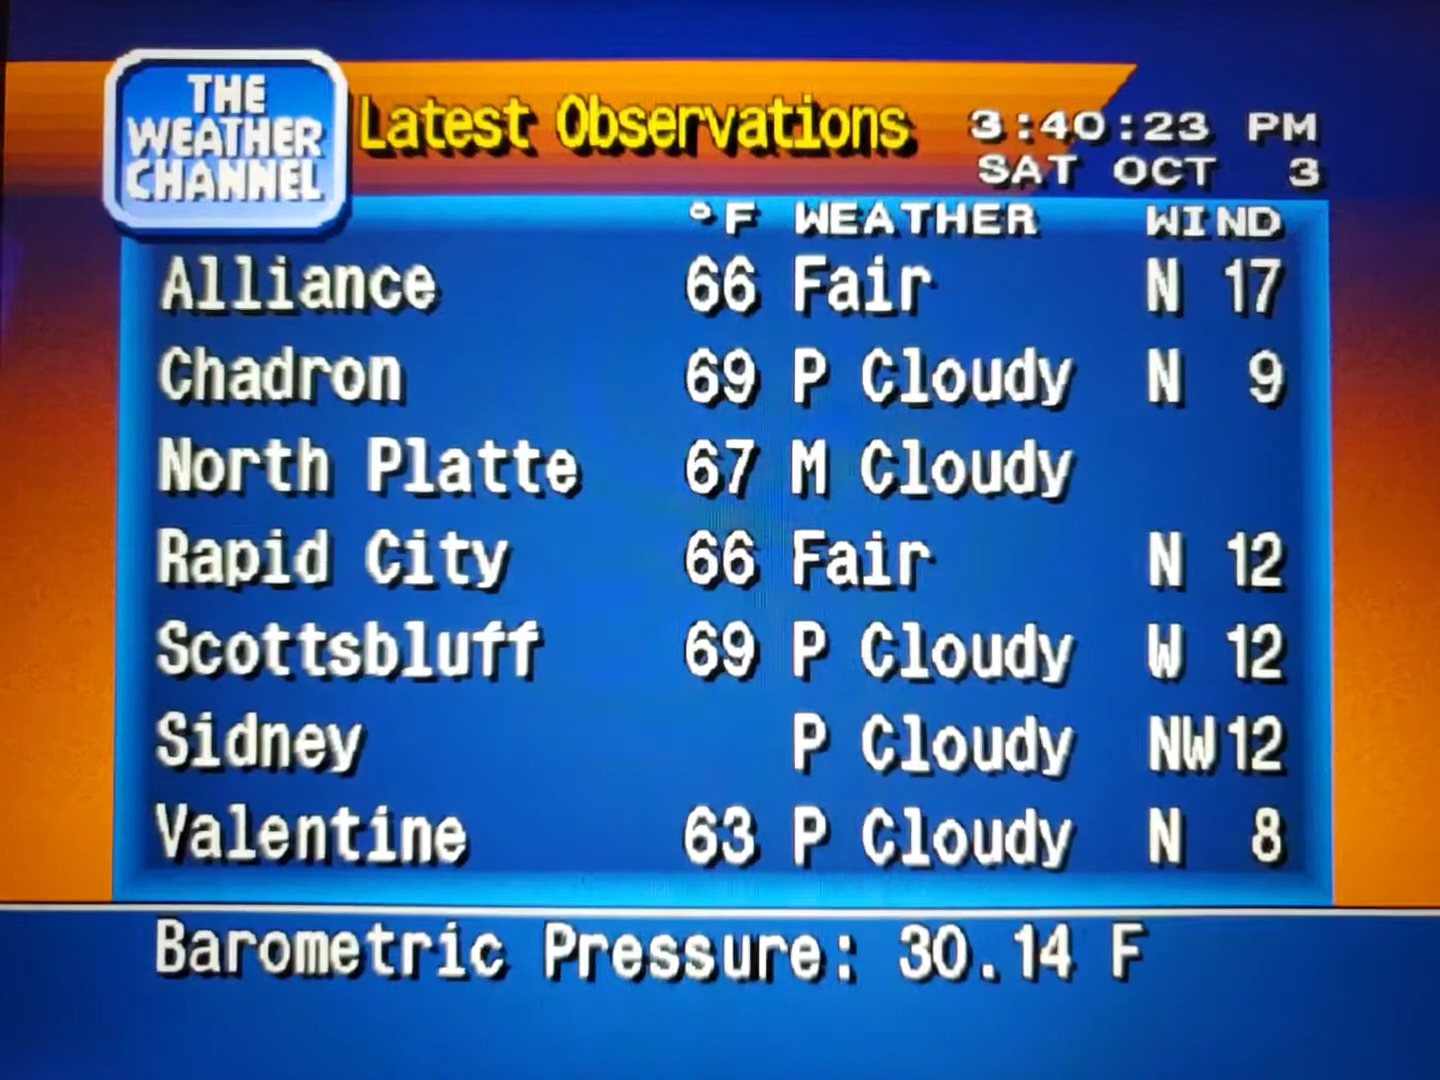 THE
WEATHER
CHANNEL
Latest Observations
3:40:23 PM
SAT OCT 3
°F WEATHER WIND
Alliance 66 Fair N 17
Chadron 69 P Cloudy N 9
North Platte 67 M Cloudy
Rapid City 66 Fair N 12
Scottsbluff 69 P Cloudy W 12
Sidney P Cloudy NW 12
Valentine 63 P Cloudy N 8
Barometric Pressure: 30.14 F